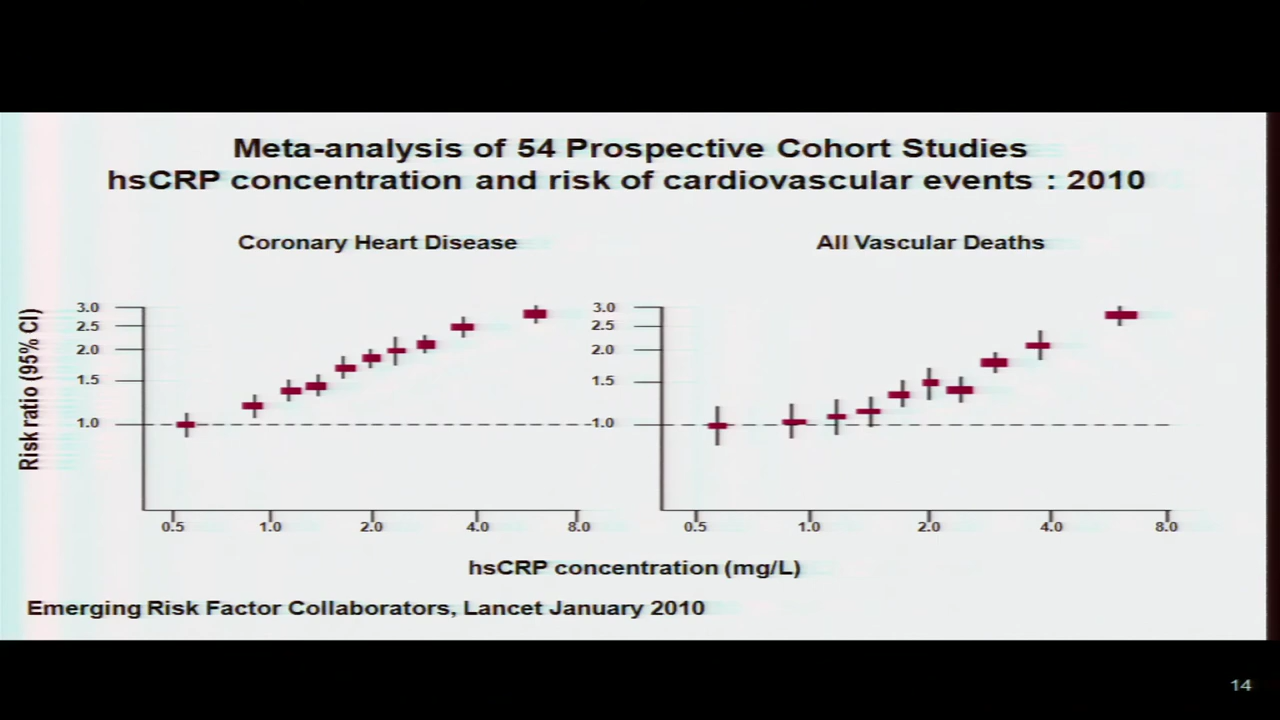 Meta-analysis of 54 Prospective Cohort Studies
hsCRP concentration and risk of cardiovascular events : 2010
Coronary Heart Disease
All Vascular Deaths
Risk ratio (95% CI)
3.0
2.5
2.0
1.5
1.0
0.5 1.0 2.0 4.0 8.0
3.0
2.5
2.0
1.5
1.0
0.5 1.0 2.0 4.0 8.0
hsCRP concentration (mg/L)
Emerging Risk Factor Collaborators, Lancet January 2010
14